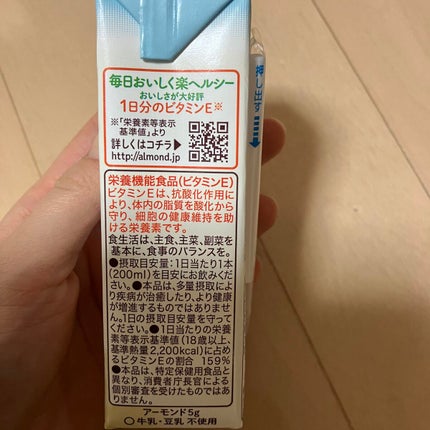 毎日おいしく楽ヘルシー
おいしさが大好評
1日分のビタミンE※
※「栄養素等表示
基準値」より
詳しくはコチラ▶
http://almond.jp
押し出す
栄養機能食品(ビタミンE)
ビタミンEは、抗酸化作用に
より、体内の脂質を酸化から
守り、細胞の健康維持を助
ける栄養素です。
食生活は、主食、主菜、副菜を
基本に、食事のバランスを。
●摂取目安量:1日当たり1本
(200ml)を目安にお飲みくだ
さい。●本品は、多量摂取によ
り疾病が治癒したり、より健康
が増進するものではありませ
ん。1日の摂取目安量を守って
ください。●1日当たりの栄養
素等表示基準値(18歳以上、
基準熱量2,200kcal)に占め
るビタミンEの割合 159%
●本品は、特定保健用食品と
異なり、消費者庁長官による
個別審査を受けたものではあ
りません。
アーモンド5g
○牛乳・豆乳 不使用